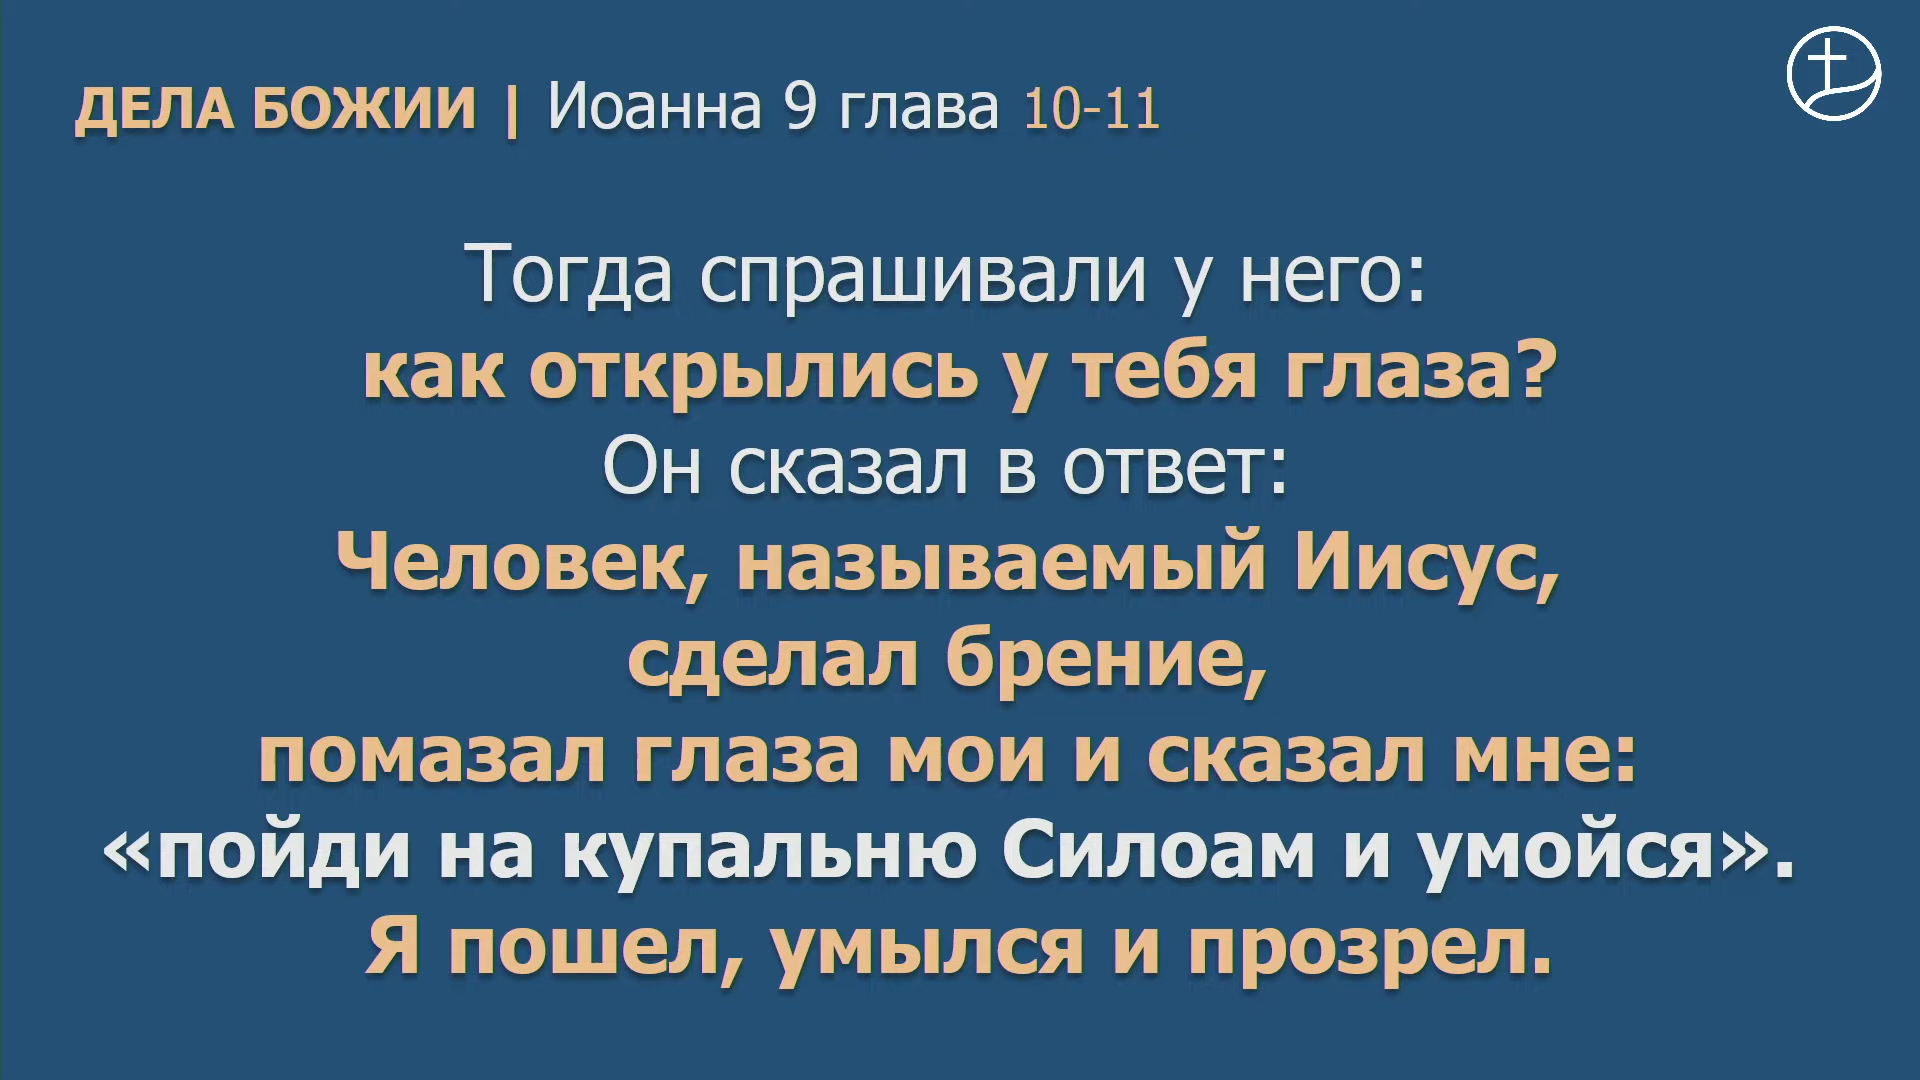 ДЕЛА БОЖИИ | Иоанна 9 глава 10-11
Тогда спрашивали у него:
как открылись у тебя глаза?
Он сказал в ответ:
Человек, называемый Иисус,
сделал брение,
помазал глаза мои и сказал мне:
«пойди на купальню Силоам и умойся».
Я пошел, умылся и прозрел.